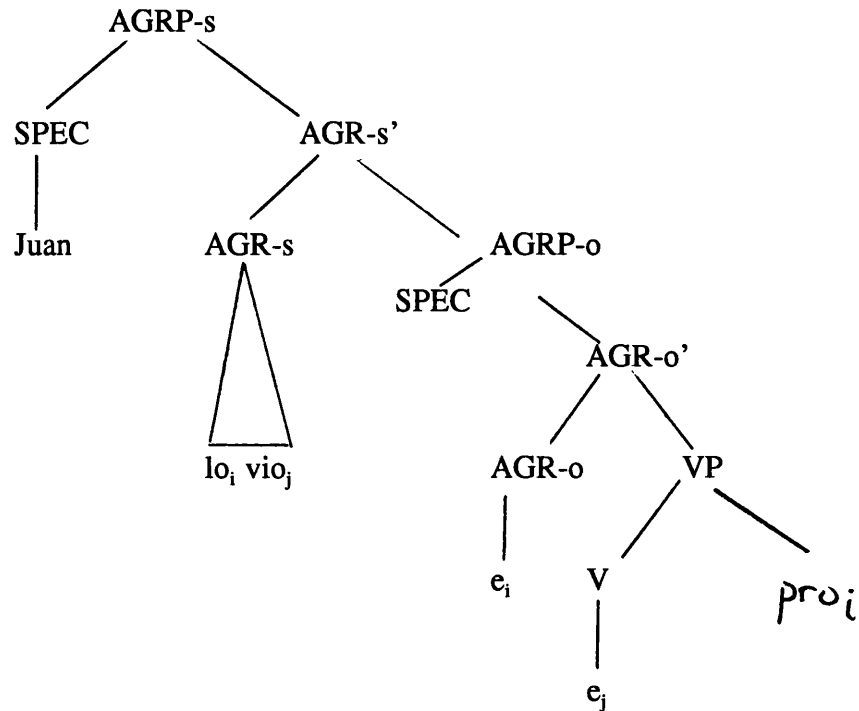 AGRP-s
SPEC AGR-s’
Juan AGR-s AGRP-o
SPEC
AGR-o’
loᵢ vioⱼ AGR-o VP
eᵢ V proᵢ
eⱼ